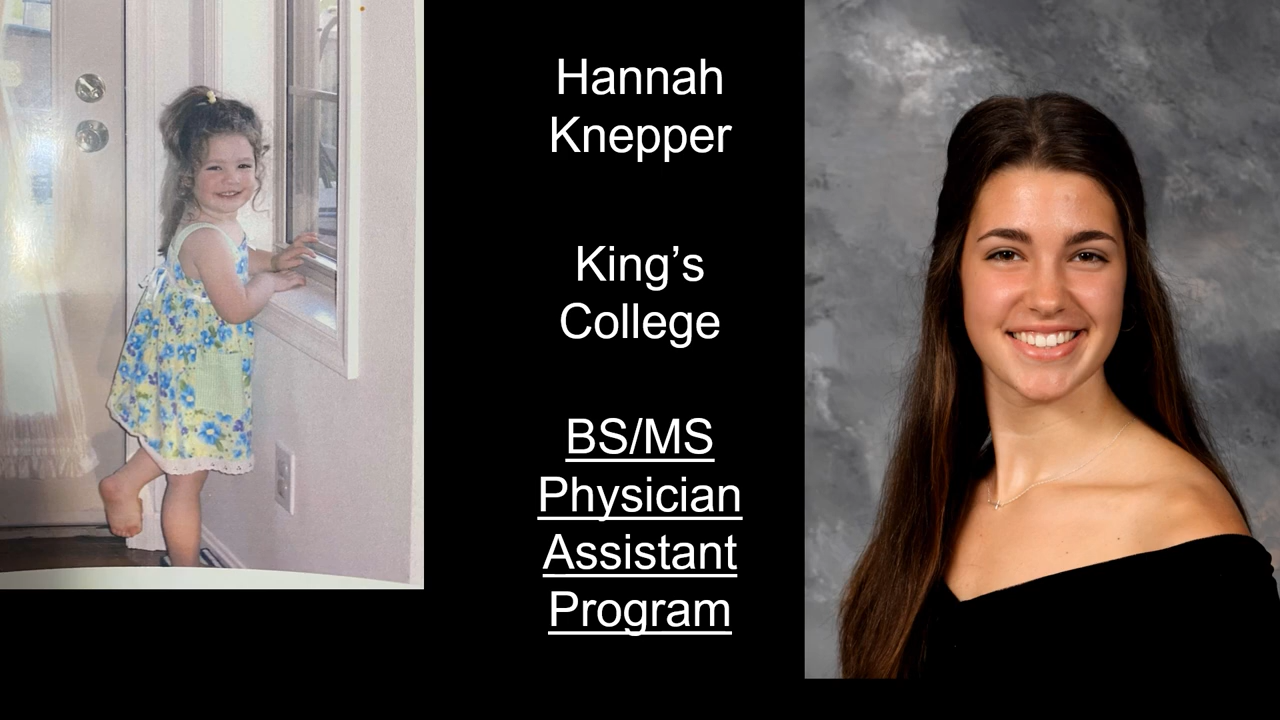 Hannah
Knepper
King’s
College
BS/MS
Physician
Assistant
Program